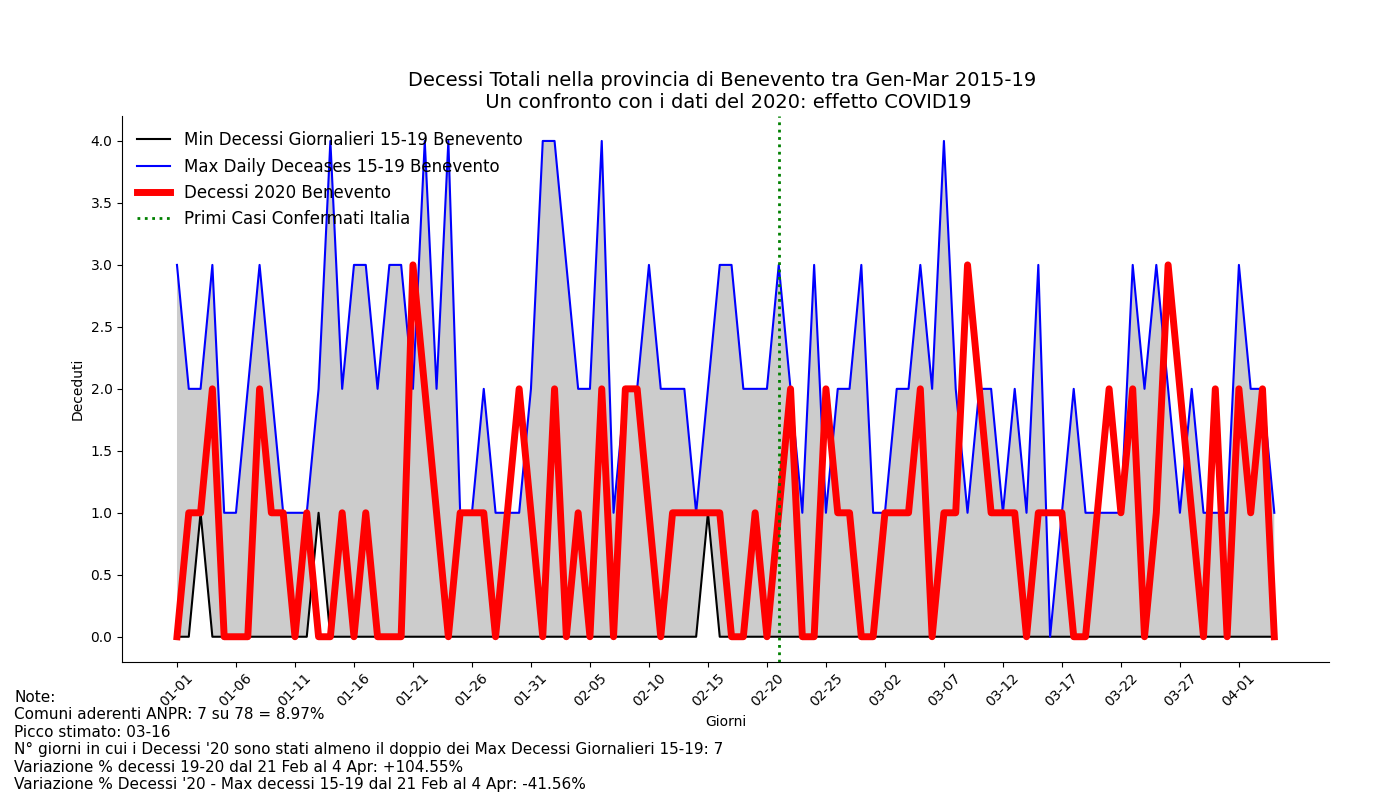 Decessi Totali nella provincia di Benevento tra Gen-Mar 2015-19
Un confronto con i dati del 2020: effetto COVID19
Min Decessi Giornalieri 15-19 Benevento
Max Daily Deceases 15-19 Benevento
Decessi 2020 Benevento
Primi Casi Confermati Italia
Deceduti
4.0
3.5
3.0
2.5
2.0
1.5
1.0
0.5
0.0
01-01 01-06 01-11 01-16 01-21 01-26 01-31 02-05 02-10 02-15 02-20 02-25 03-02 03-07 03-12 03-17 03-22 03-27 04-01
Giorni
Note:
Comuni aderenti ANPR: 7 su 78 = 8.97%
Picco stimato: 03-16
N° giorni in cui i Decessi '20 sono stati almeno il doppio dei Max Decessi Giornalieri 15-19: 7
Variazione % decessi 19-20 dal 21 Feb al 4 Apr: +104.55%
Variazione % Decessi '20 - Max decessi 15-19 dal 21 Feb al 4 Apr: -41.56%